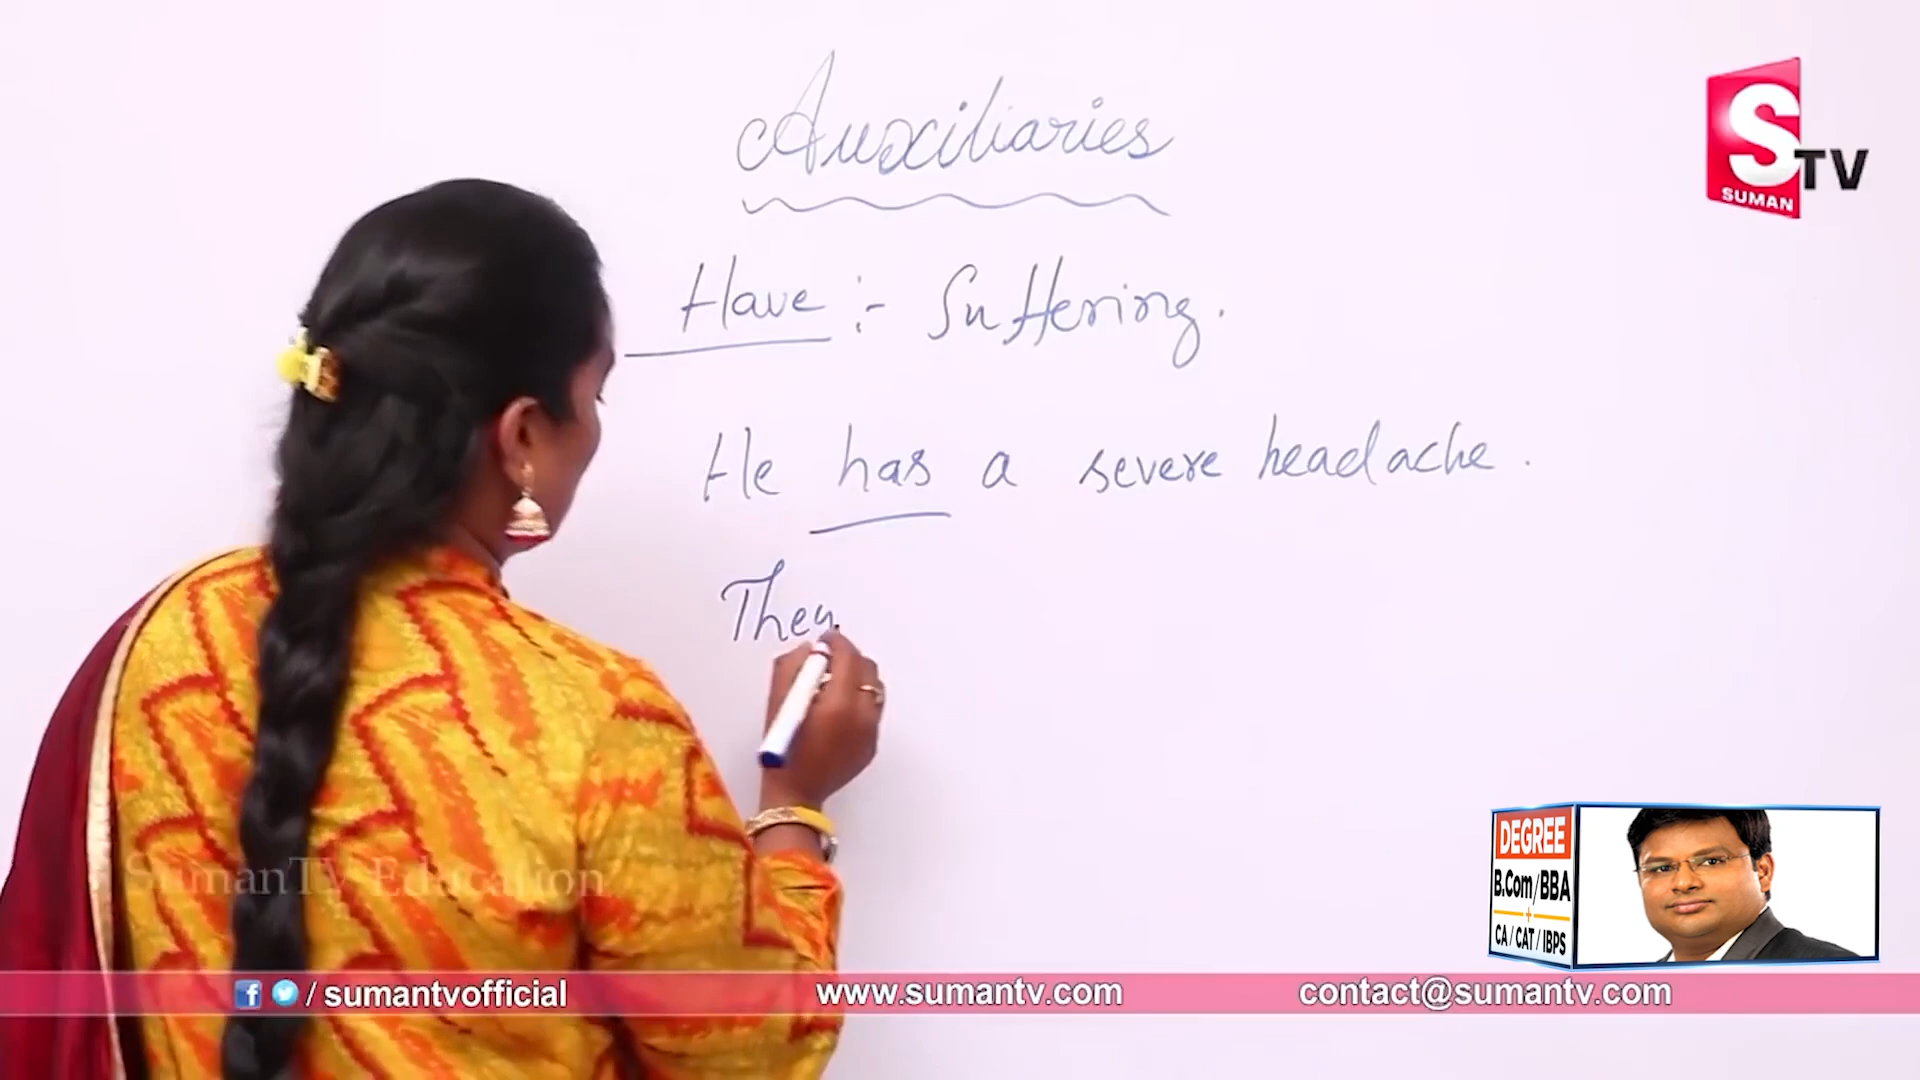 Auxiliaries
S
TV
SUMAN
Have :- Suffering.
He has a severe headache.
They
DEGREE
B.Com/BBA
+
CA/CAT/IBPS
SumanTV Education
/ sumantvofficial
www.sumantv.com
contact@sumantv.com